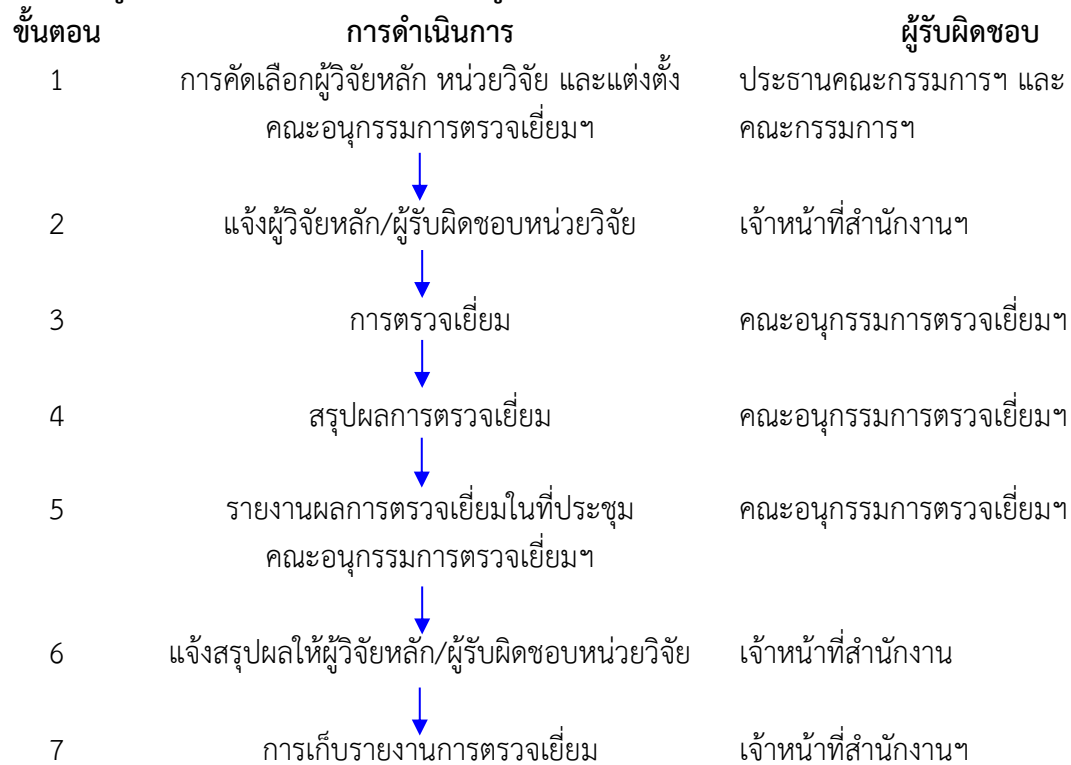 ขั้นตอน การดำเนินการ ผู้รับผิดชอบ
1 การคัดเลือกผู้วิจัยหลัก หน่วยวิจัย และแต่งตั้ง ประธานคณะกรรมการฯ และ
คณะอนุกรรมการตรวจเยี่ยมฯ คณะกรรมการฯ
2 แจ้งผู้วิจัยหลัก/ผู้รับผิดชอบหน่วยวิจัย เจ้าหน้าที่สำนักงานฯ
3 การตรวจเยี่ยม คณะอนุกรรมการตรวจเยี่ยมฯ
4 สรุปผลการตรวจเยี่ยม คณะอนุกรรมการตรวจเยี่ยมฯ
5 รายงานผลการตรวจเยี่ยมในที่ประชุม คณะอนุกรรมการตรวจเยี่ยมฯ
คณะอนุกรรมการตรวจเยี่ยมฯ
6 แจ้งสรุปผลให้ผู้วิจัยหลัก/ผู้รับผิดชอบหน่วยวิจัย เจ้าหน้าที่สำนักงาน
7 การเก็บรายงานการตรวจเยี่ยม เจ้าหน้าที่สำนักงานฯ